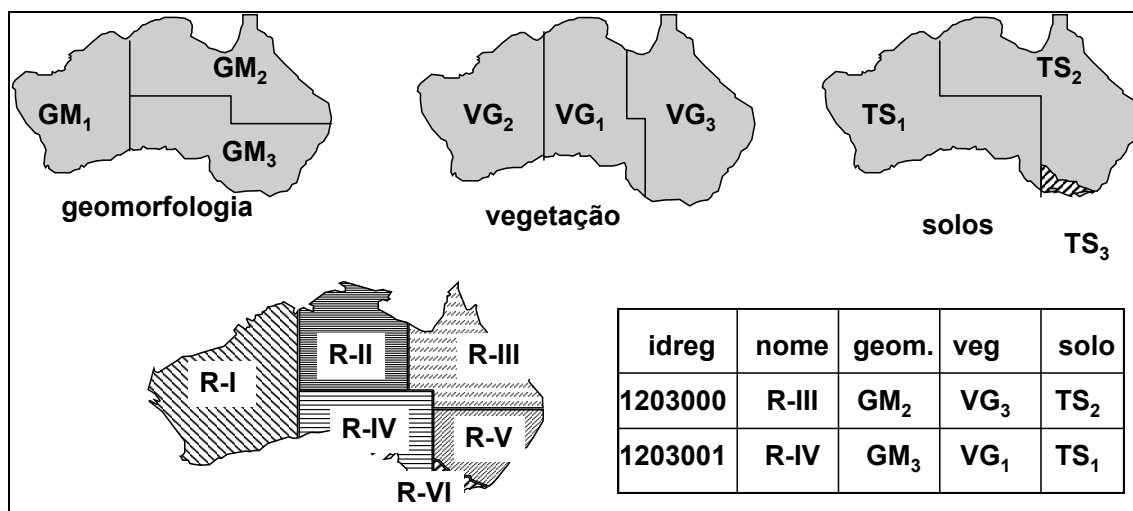 GM₁ GM₂ GM₃
geomorfologia
VG₂ VG₁ VG₃
vegetação
TS₁ TS₂
solos
TS₃
R-I R-II R-III
R-IV R-V
R-VI
idreg nome geom. veg solo
1203000 R-III GM₂ VG₃ TS₂
1203001 R-IV GM₃ VG₁ TS₁